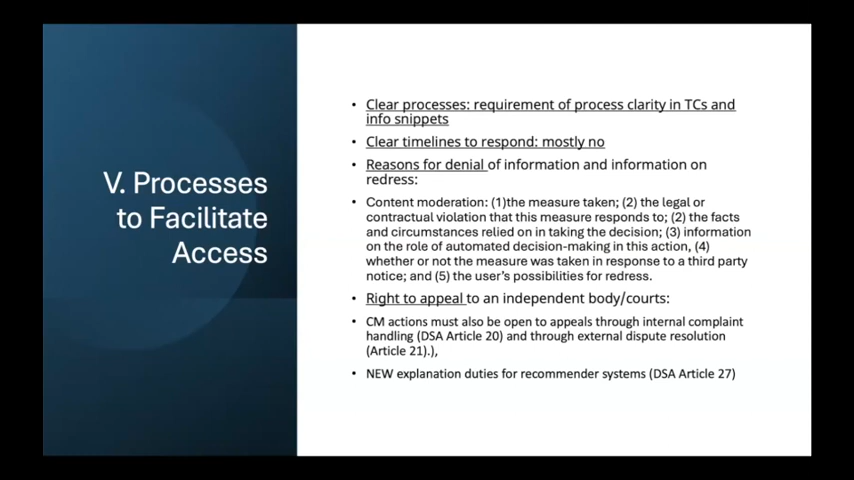 V. Processes
to Facilitate
Access
• Clear processes: requirement of process clarity in TCs and
info snippets
• Clear timelines to respond: mostly no
• Reasons for denial of information and information on
redress:
• Content moderation: (1)the measure taken; (2) the legal or
contractual violation that this measure responds to; (2) the facts
and circumstances relied on in taking the decision; (3) information
on the role of automated decision-making in this action, (4)
whether or not the measure was taken in response to a third party
notice; and (5) the user's possibilities for redress.
• Right to appeal to an independent body/courts:
• CM actions must also be open to appeals through internal complaint
handling (DSA Article 20) and through external dispute resolution
(Article 21).),
• NEW explanation duties for recommender systems (DSA Article 27)